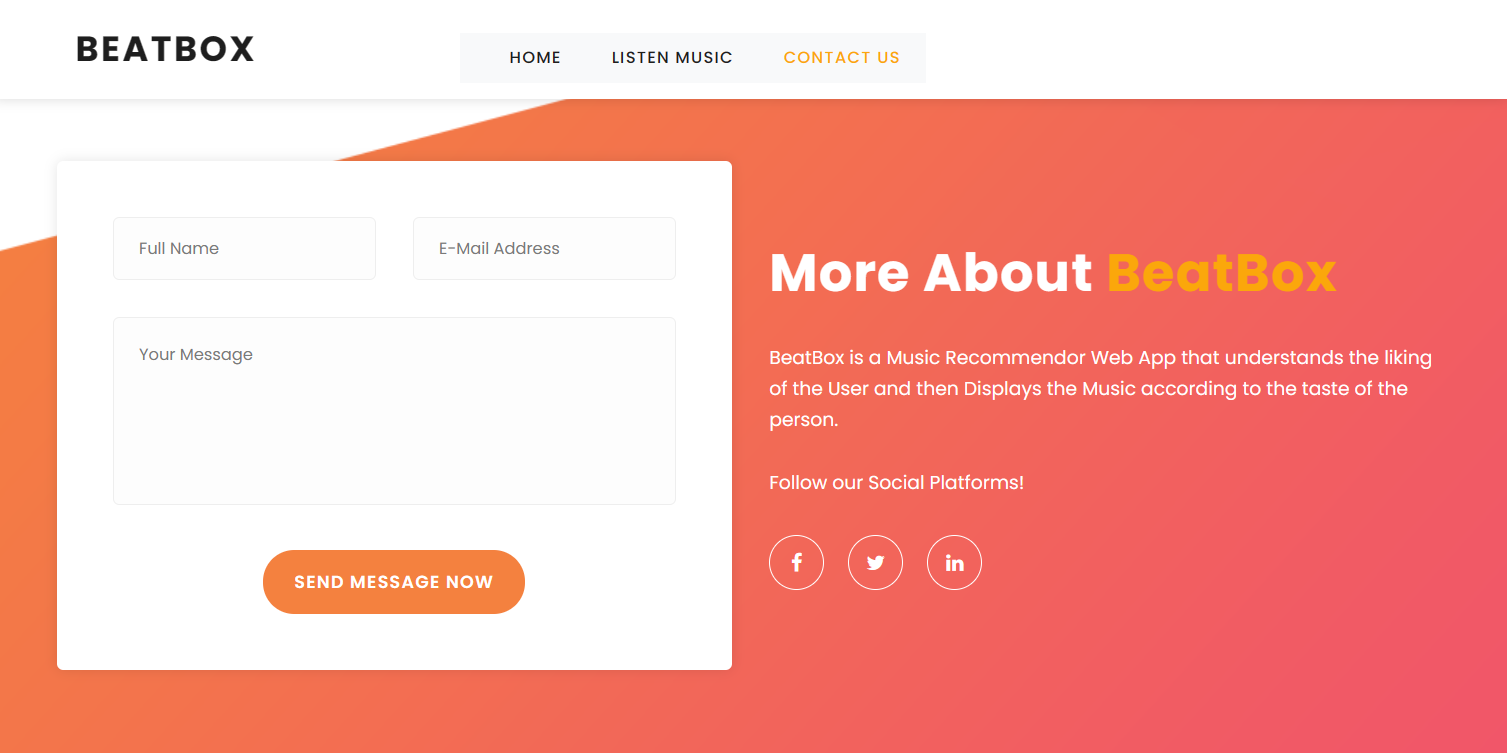 BEATBOX
HOME LISTEN MUSIC CONTACT US
Full Name E-Mail Address
Your Message
SEND MESSAGE NOW
More About BeatBox
BeatBox is a Music Recommendor Web App that understands the liking
of the User and then Displays the Music according to the taste of the
person.
Follow our Social Platforms!